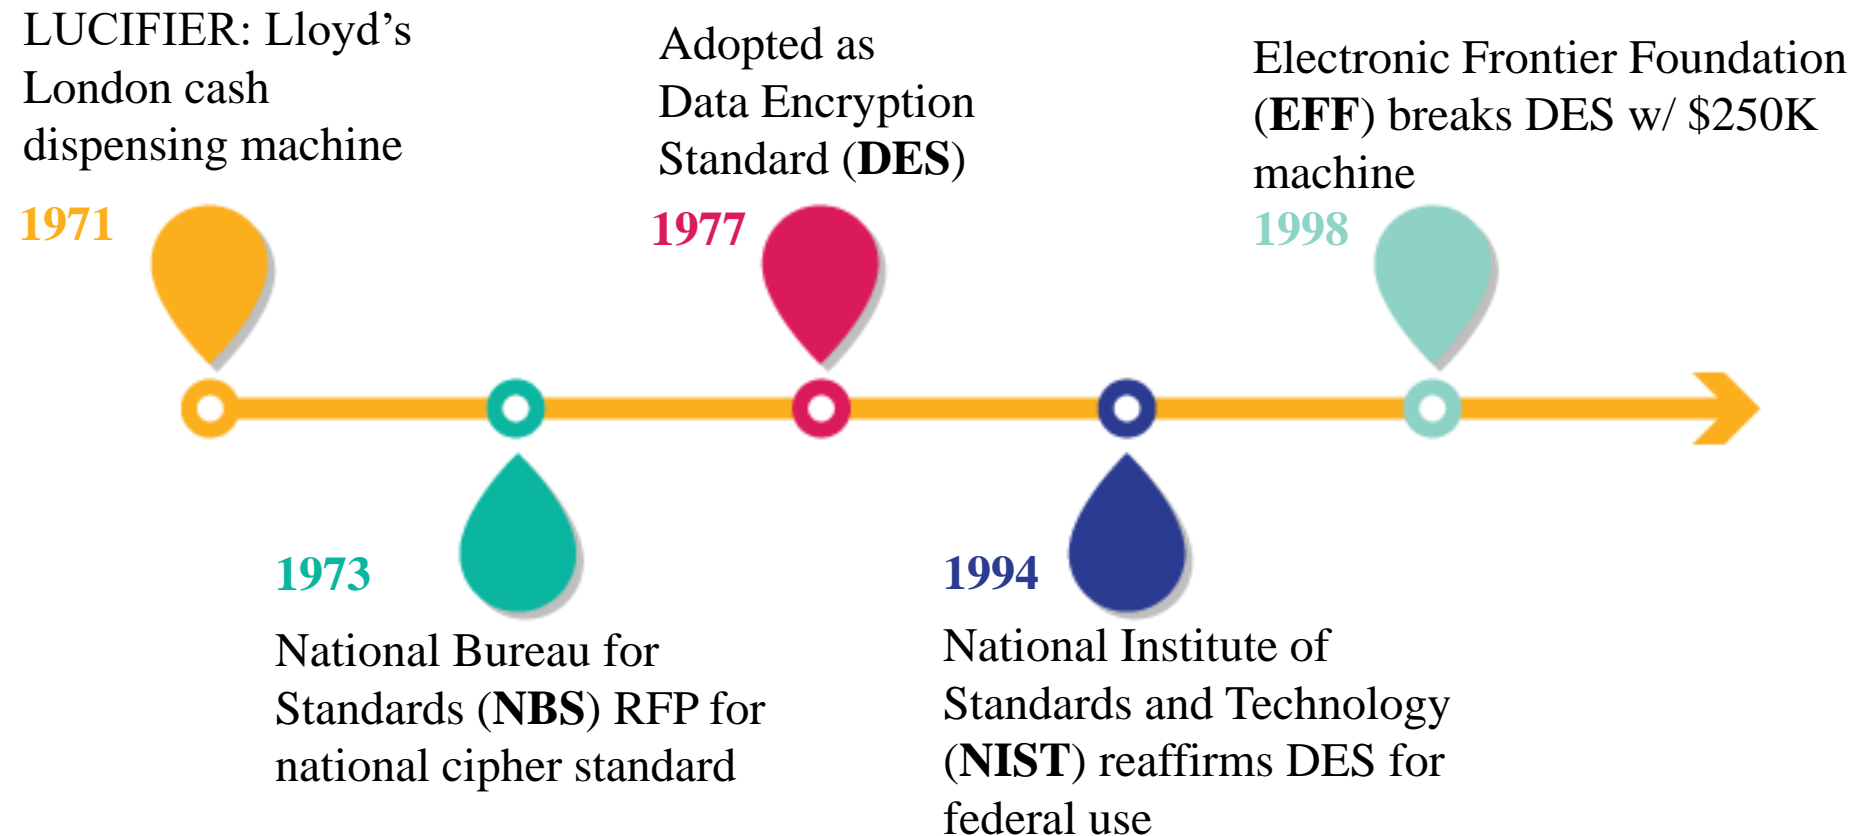 LUCIFIER: Lloyd’s
London cash
dispensing machine
1971
National Bureau for
Standards (NBS) RFP for
national cipher standard
1973
Adopted as
Data Encryption
Standard (DES)
1977
1994
National Institute of
Standards and Technology
(NIST) reaffirms DES for
federal use
Electronic Frontier Foundation
(EFF) breaks DES w/ $250K
machine
1998